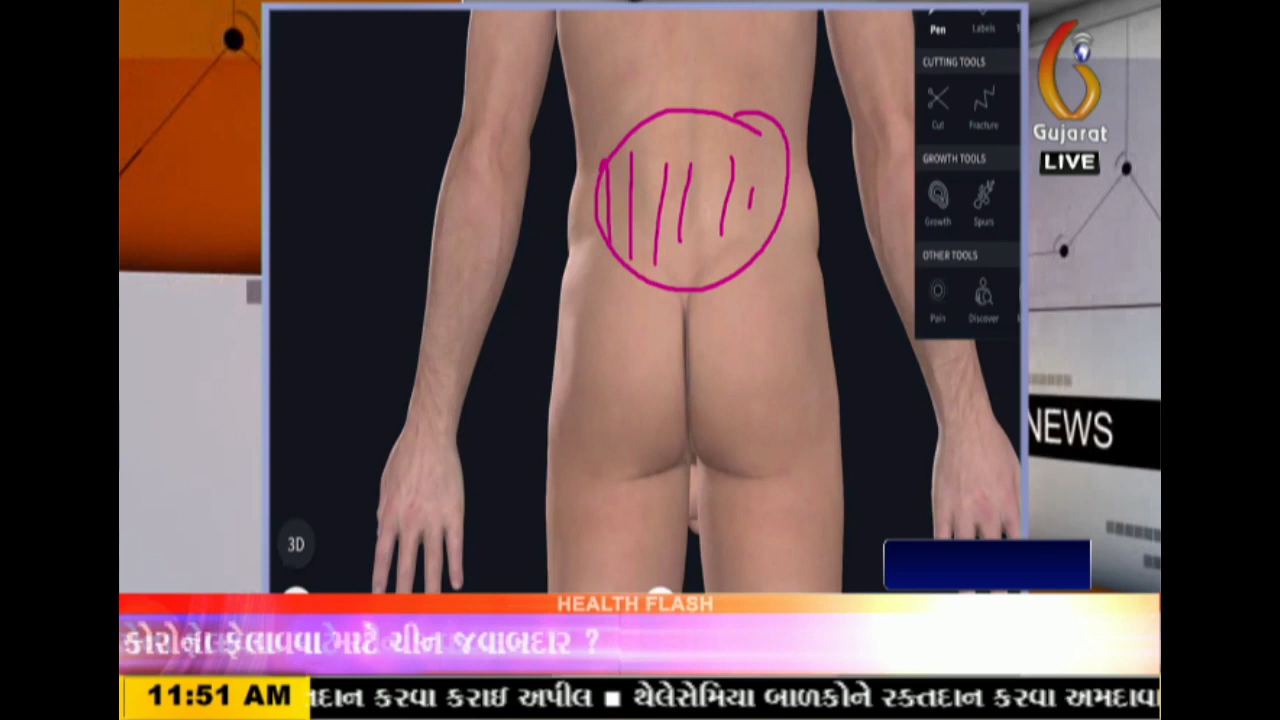 Pen Labels
CUTTING TOOLS
Cut Fracture
GROWTH TOOLS
Growth Spurs
OTHER TOOLS
Pain Discover
Gujarat
LIVE
NEWS
3D
HEALTH FLASH
ફેલાવવા માટે ચીન જવાબદાર ?
11:51 AM
કરવા કરાઇ અપીલ ■ થેલેસેમિયા બાળકોને રક્તદાન કરવા